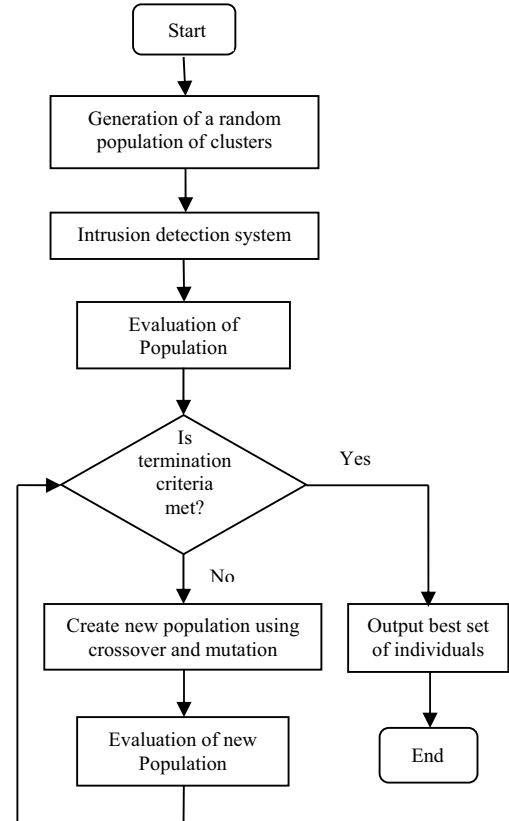 Start
Generation of a random
population of clusters
Intrusion detection system
Evaluation of
Population
Is
termination
criteria
met?
Yes
No
Create new population using
crossover and mutation
Output best set
of individuals
Evaluation of new
Population
End